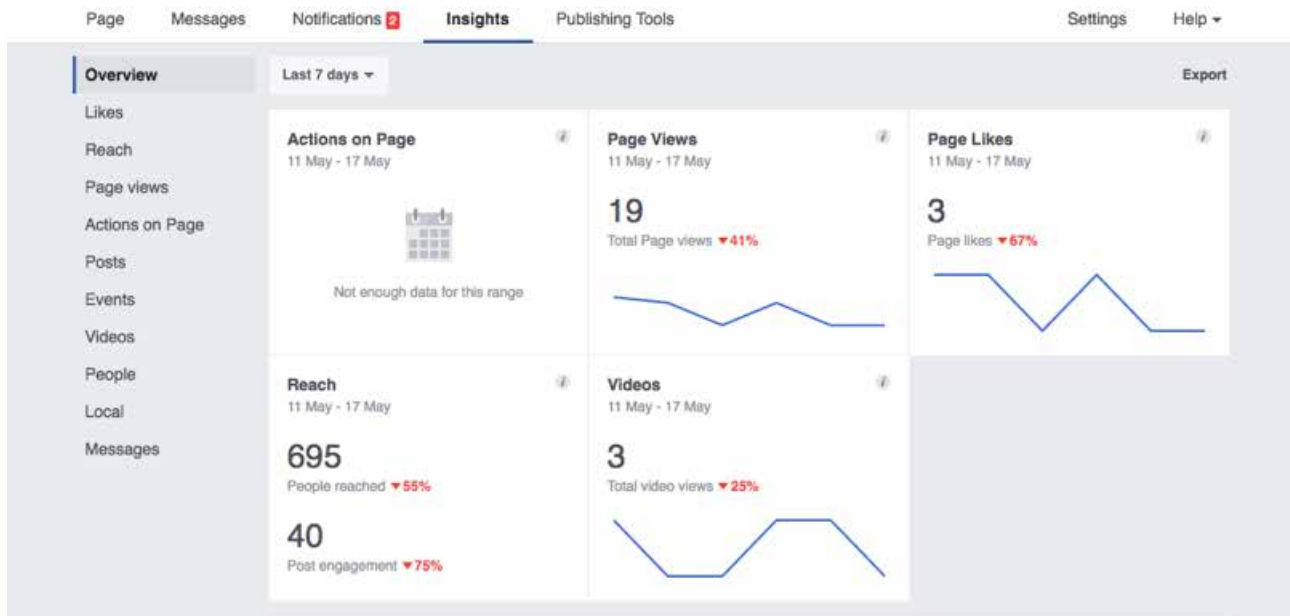 Page Messages Notifications 2 Insights Publishing Tools Settings Help
Overview
Likes
Reach
Page views
Actions on Page
Posts
Events
Videos
People
Local
Messages
Last 7 days
Export
Actions on Page
11 May - 17 May
Not enough data for this range
Page Views
11 May - 17 May
19
Total Page views ▼41%
Page Likes
11 May - 17 May
3
Page likes ▼67%
Reach
11 May - 17 May
695
People reached ▼55%
40
Post engagement ▼75%
Videos
11 May - 17 May
3
Total video views ▼25%